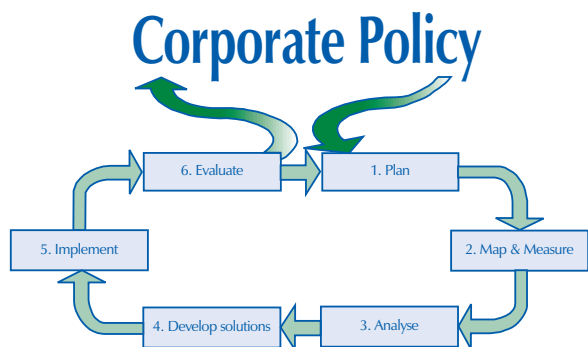 Corporate Policy
6. Evaluate
1. Plan
5. Implement
2. Map & Measure
4. Develop solutions
3. Analyse